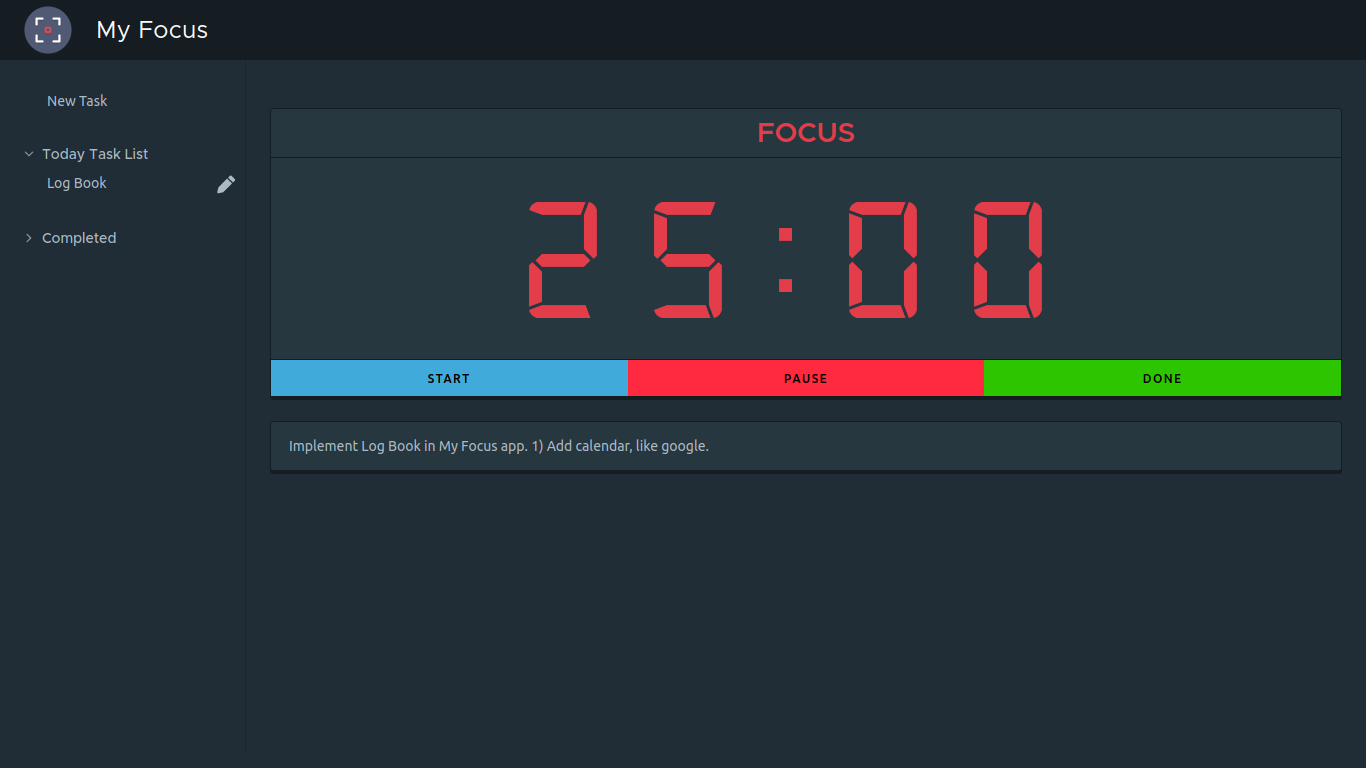 My Focus
New Task
Today Task List
Log Book
Completed
FOCUS
25:00
START PAUSE DONE
Implement Log Book in My Focus app. 1) Add calendar, like google.